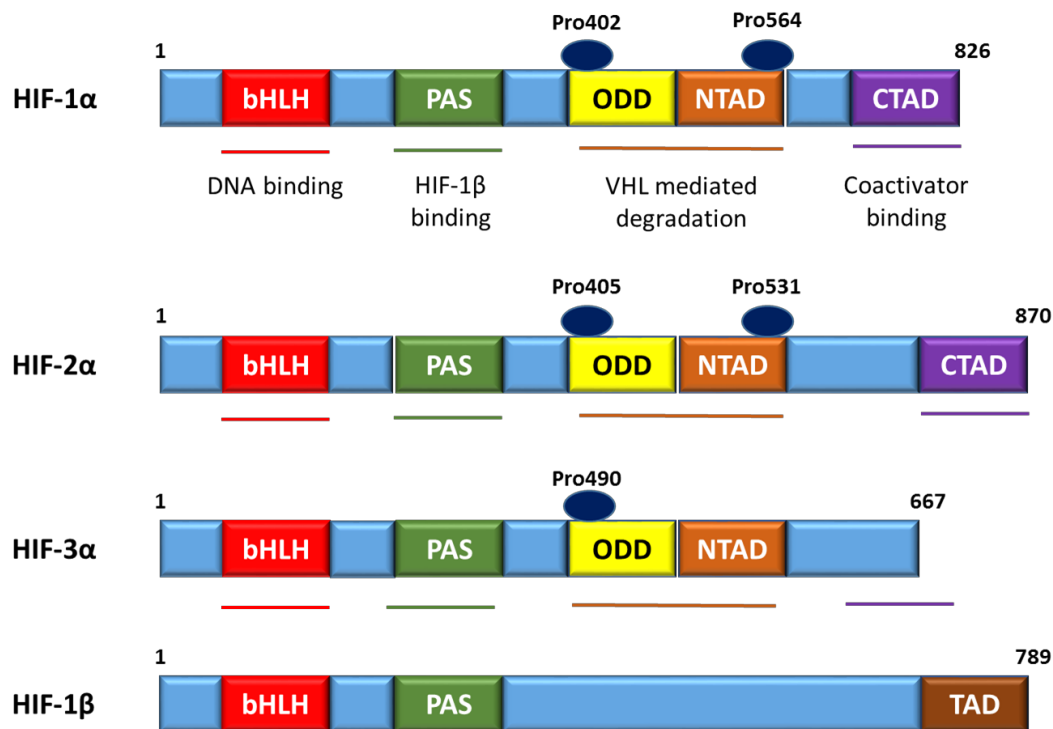 Pro402 Pro564
1 826
HIF-1α bHLH PAS ODD NTAD CTAD
DNA binding HIF-1β VHL mediated Coactivator
binding degradation binding
Pro405 Pro531
1 870
HIF-2α bHLH PAS ODD NTAD CTAD
Pro490
1 667
HIF-3α bHLH PAS ODD NTAD
1 789
HIF-1β bHLH PAS TAD